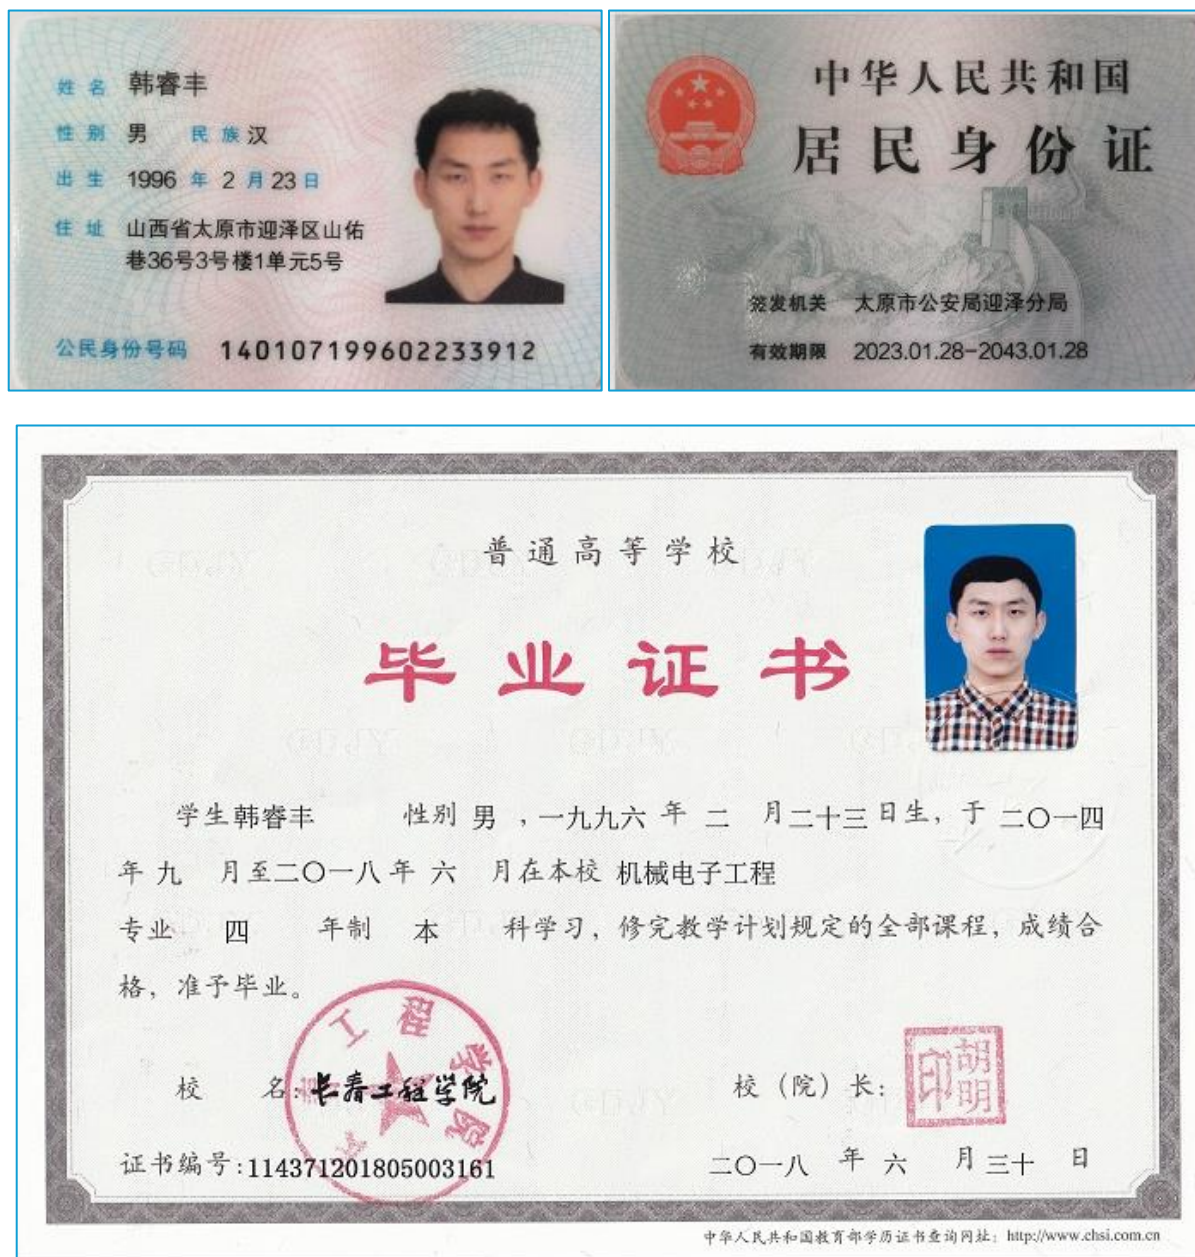 姓名 韩睿丰
性别 男 民族 汉
出生 1996 年 2 月 23 日
住址 山西省太原市迎泽区山佑
巷36号3号楼1单元5号
公民身份号码 140107199602233912
中华人民共和国
居民身份证
签发机关 太原市公安局迎泽分局
有效期限 2023.01.28-2043.01.28
普通高等学校
毕业证书
学生韩睿丰 性别 男 ，一九九六 年 二 月二十三日生，于 二〇一四
年 九 月至二〇一八年 六 月在本校 机械电子工程
专业 四 年制 本 科学习，修完教学计划规定的全部课程，成绩合
格，准予毕业。
校 名：长春工程学院
校（院）长：
胡明印
证书编号:114371201805003161
二〇一八 年 六 月三十 日
中华人民共和国教育部学历证书查询网址：http://www.chsi.com.cn